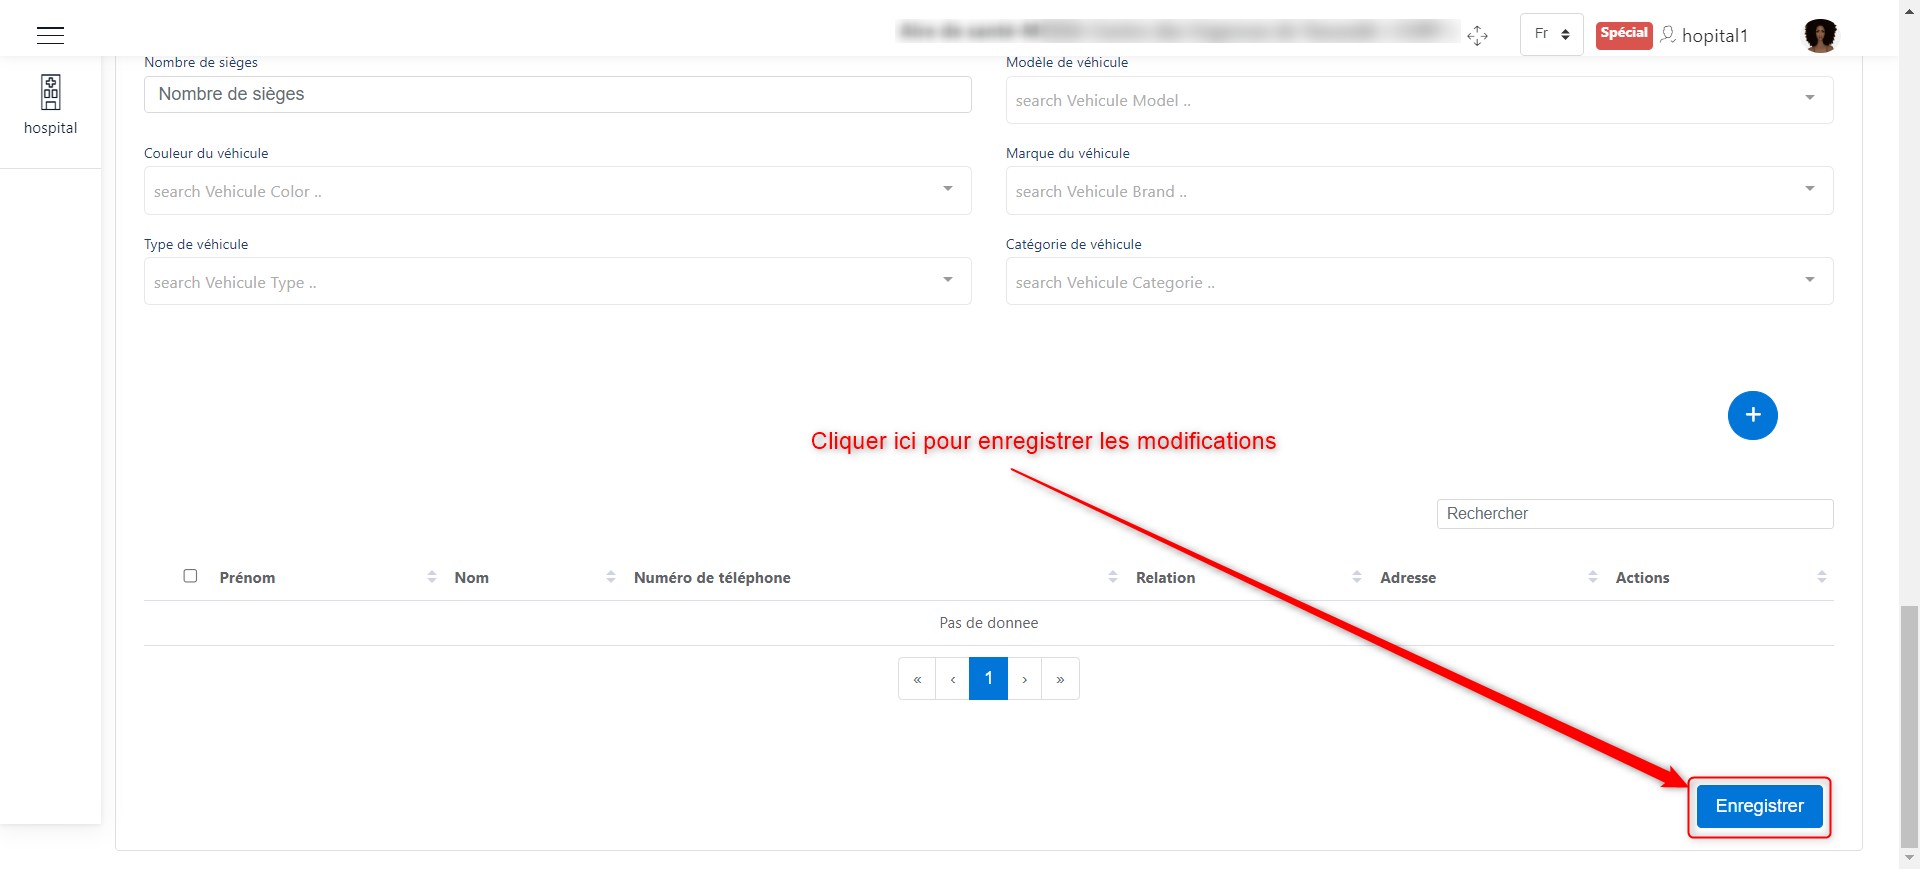 Fr
Spécial
hopital1
hospital
Nombre de sièges
Modèle de véhicule
Nombre de sièges
search Vehicule Model ..
Couleur du véhicule
Marque du véhicule
search Vehicule Color ..
search Vehicule Brand ..
Type de véhicule
Catégorie de véhicule
search Vehicule Type ..
search Vehicule Categorie ..
+
Cliquer ici pour enregistrer les modifications
Rechercher
Prénom Nom Numéro de téléphone Relation Adresse Actions
Pas de donnee
« ‹ 1 › »
Enregistrer